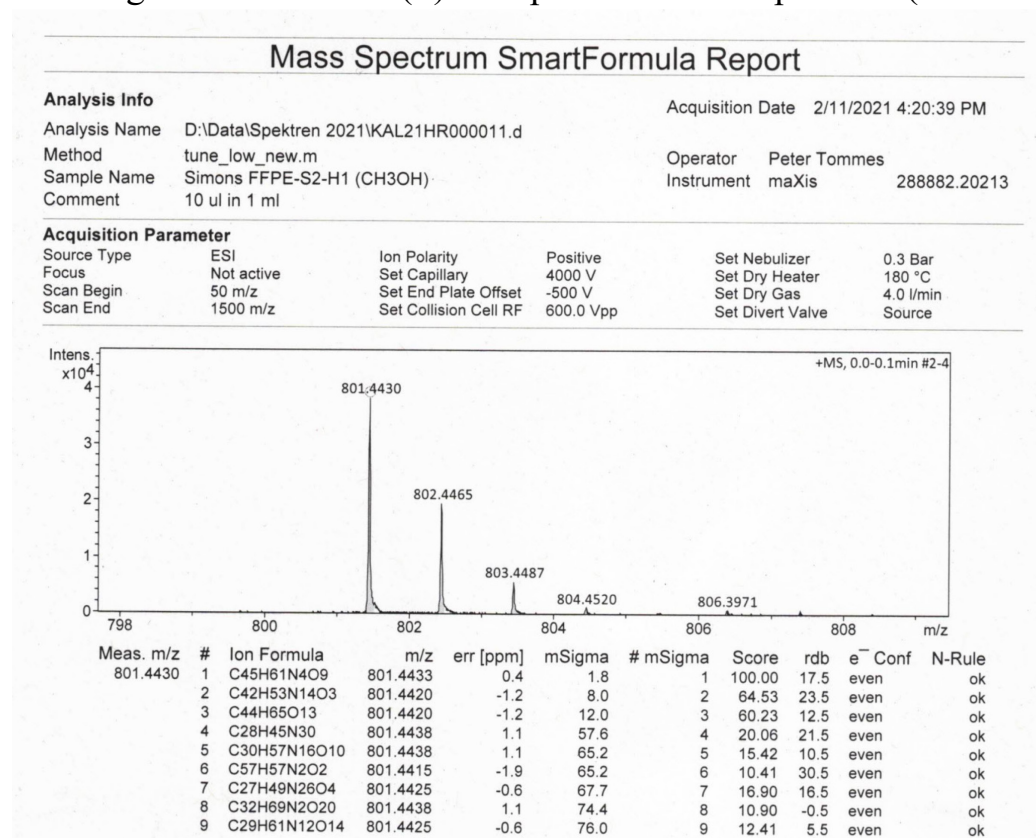 Mass Spectrum SmartFormula Report
Analysis Info
Acquisition Date 2/11/2021 4:20:39 PM
Analysis Name D:\Data\Spektren 2021\KAL21HR000011.d
Method tune_low_new.m
Operator Peter Tommes
Sample Name Simons FFPE-S2-H1 (CH3OH)
Instrument maXis 288882.20213
Comment 10 ul in 1 ml
Acquisition Parameter
Source Type ESI Ion Polarity Positive Set Nebulizer 0.3 Bar
Focus Not active Set Capillary 4000 V Set Dry Heater 180 °C
Scan Begin 50 m/z Set End Plate Offset -500 V Set Dry Gas 4.0 l/min
Scan End 1500 m/z Set Collision Cell RF 600.0 Vpp Set Divert Valve Source
Intens.
x10⁴
+MS, 0.0-0.1min #2-4
4
3
2
1
0
801.4430
802.4465
803.4487
804.4520
806.3971
798 800 802 804 806 808 m/z
Meas. m/z # Ion Formula m/z err [ppm] mSigma # mSigma Score rdb e¯ Conf N-Rule
801.4430 1 C45H61N4O9 801.4433 0.4 1.8 1 100.00 17.5 even ok
2 C42H53N14O3 801.4420 -1.2 8.0 2 64.53 23.5 even ok
3 C44H65O13 801.4420 -1.2 12.0 3 60.23 12.5 even ok
4 C28H45N30 801.4438 1.1 57.6 4 20.06 21.5 even ok
5 C30H57N16O10 801.4438 1.1 65.2 5 15.42 10.5 even ok
6 C57H57N2O2 801.4415 -1.9 65.2 6 10.41 30.5 even ok
7 C27H49N26O4 801.4425 -0.6 67.7 7 16.90 16.5 even ok
8 C32H69N2O20 801.4438 1.1 74.4 8 10.90 -0.5 even ok
9 C29H61N12O14 801.4425 -0.6 76.0 9 12.41 5.5 even ok